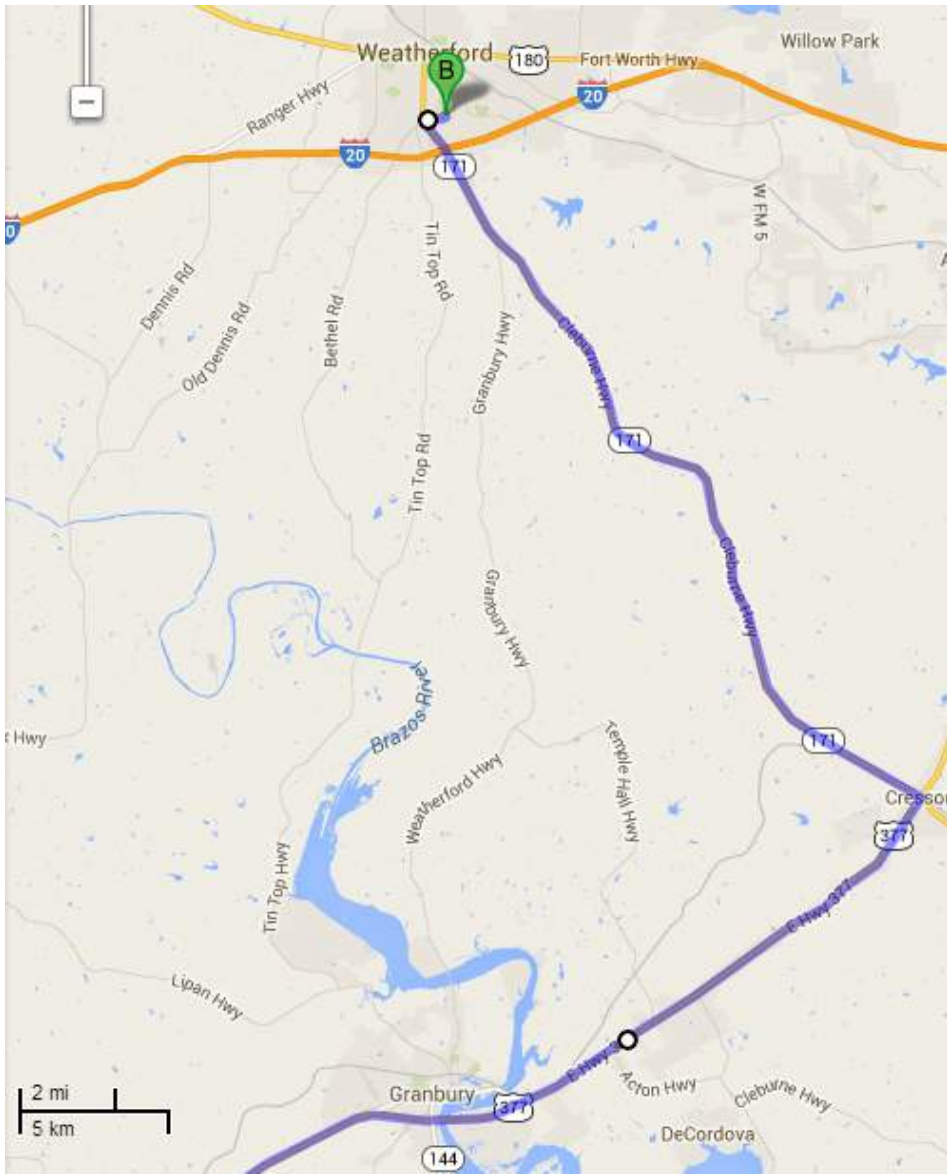 Weatherford
180
Fort Worth Hwy
Willow Park
B
20
Ranger Hwy
20
171
W FM 5
Tin Top Rd
Dennis Rd
Old Dennis Rd
Bethel Rd
Granbury Hwy
Cleburne Hwy
171
Tin Top Rd
Cleburne Hwy
Granbury Hwy
Brazos River
Hwy
Temple Hall Hwy
171
Weatherford Hwy
Cresson
377
Tin Top Hwy
E Hwy 377
Lipan Hwy
E Hwy 3
2 mi
5 km
Granbury
377
Acton Hwy
Cleburne Hwy
DeCordova
144